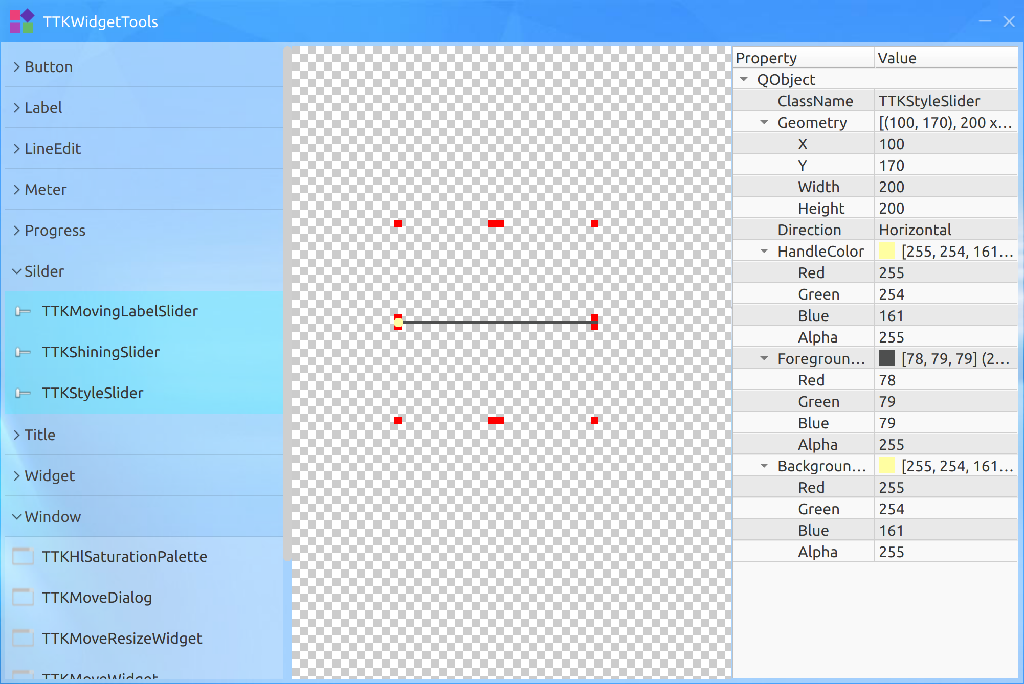 TTKWidgetTools
Button
Label
LineEdit
Meter
Progress
Silder
TTKMovingLabelSlider
TTKShiningSlider
TTKStyleSlider
Title
Widget
Window
TTKHlSaturationPalette
TTKMoveDialog
TTKMoveResizeWidget
TTKMoveWidget
Property Value
QObject
ClassName TTKStyleSlider
Geometry [(100, 170), 200 x...
X 100
Y 170
Width 200
Height 200
Direction Horizontal
HandleColor [255, 254, 161...
Red 255
Green 254
Blue 161
Alpha 255
Foregroun... [78, 79, 79] (2...
Red 78
Green 79
Blue 79
Alpha 255
Backgroun... [255, 254, 161...
Red 255
Green 254
Blue 161
Alpha 255